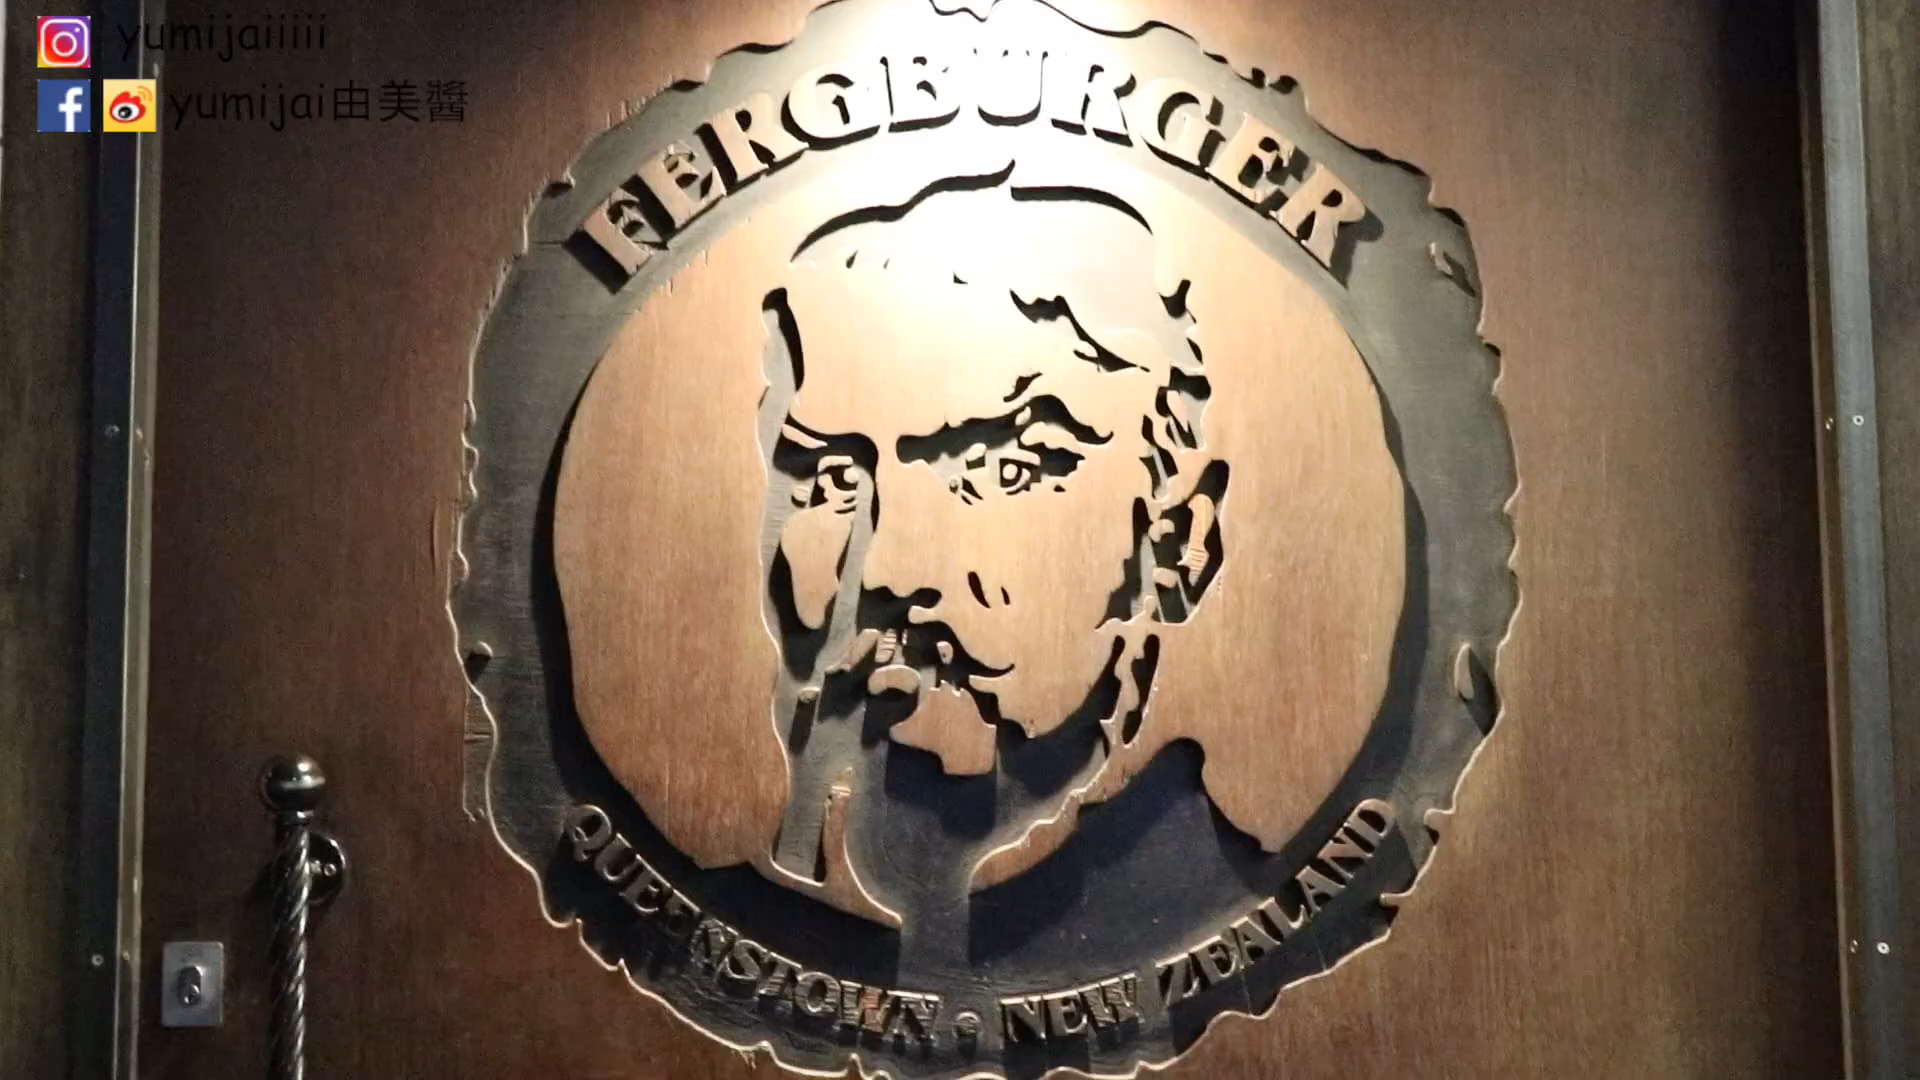 yumijaiiiii
yumijai由美醬
FERGBURGER
QUEENSTOWN • NEW ZEALAND